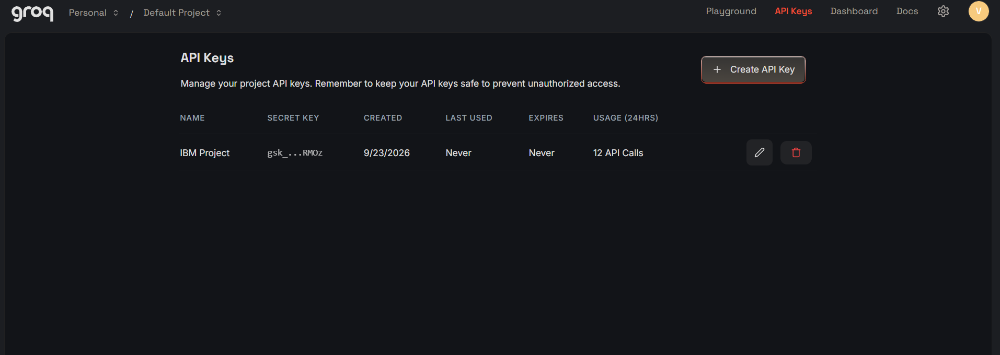 groq Personal / Default Project Playground API Keys Dashboard Docs V
API Keys
Create API Key
Manage your project API keys. Remember to keep your API keys safe to prevent unauthorized access.
NAME SECRET KEY CREATED LAST USED EXPIRES USAGE (24HRS)
IBM Project gsk_...RMOz 9/23/2026 Never Never 12 API Calls